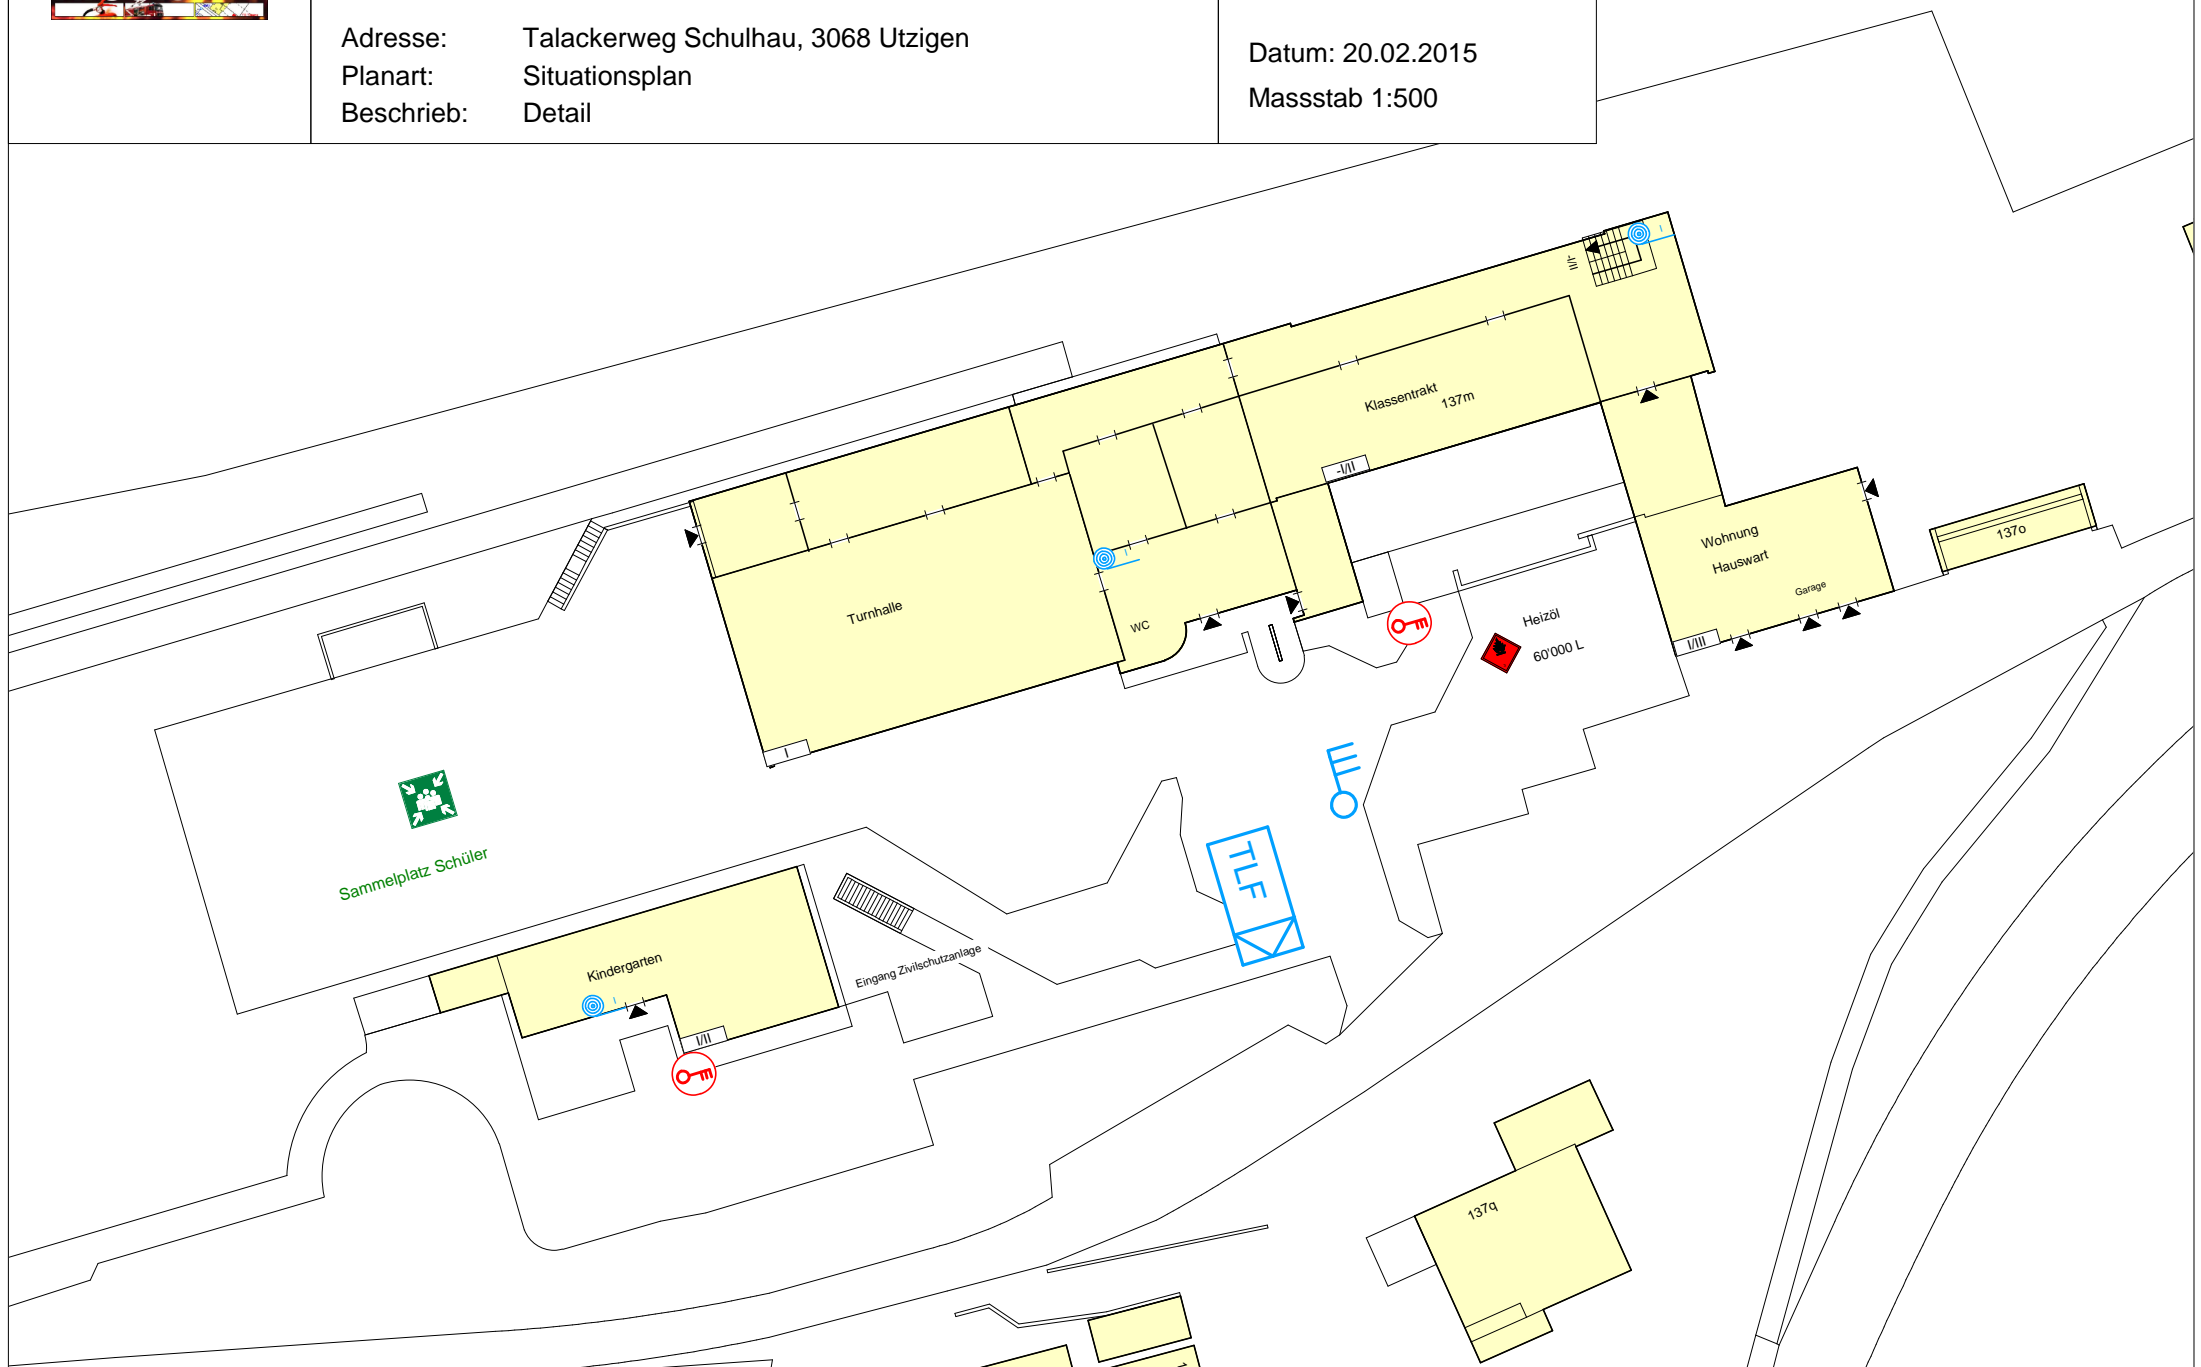 Adresse: Talackerweg Schulhau, 3068 Utzigen
Planart: Situationsplan
Beschrieb: Detail
Datum: 20.02.2015
Massstab 1:500
-I/II
Klassentrakt
137m
-I/II
Wohnung
Hauswart
Garage
137o
Turnhalle
WC
Heizöl
60'000 L
I/III
I
TLF
Sammelplatz Schüler
Kindergarten
Eingang Zivilschutzanlage
I/II
137q